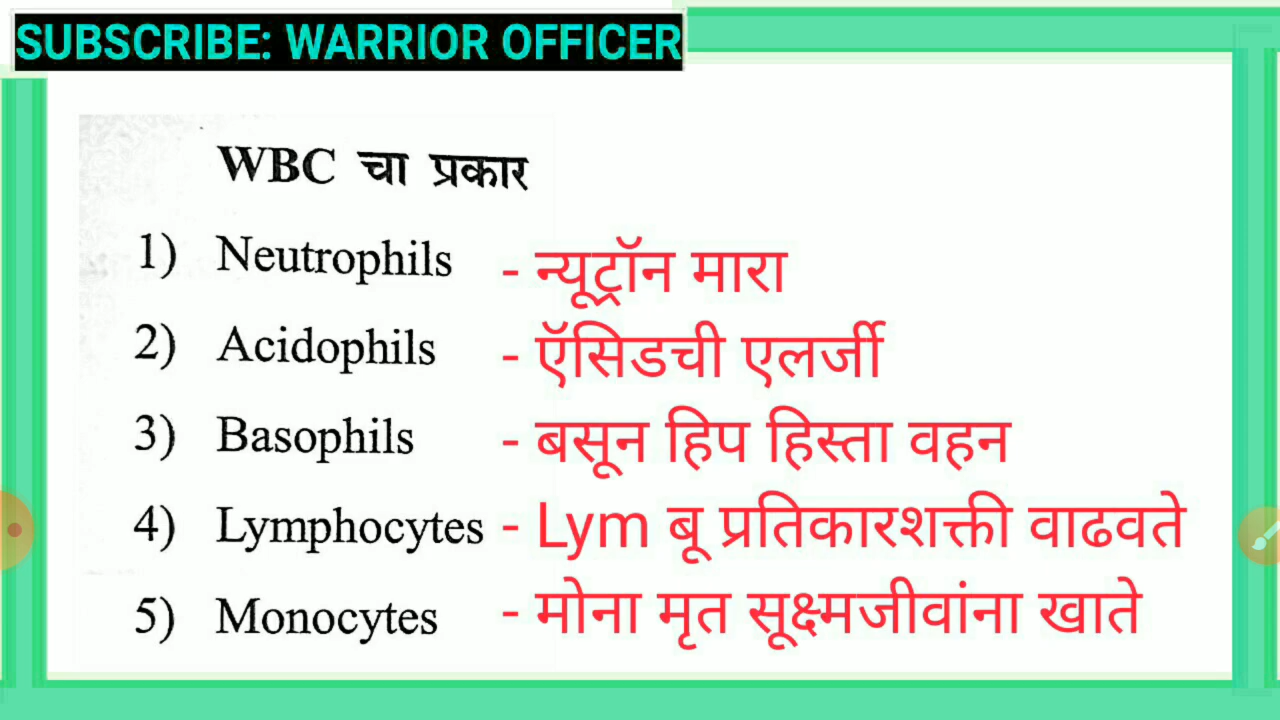 SUBSCRIBE: WARRIOR OFFICER
WBC चा प्रकार
1) Neutrophils - न्यूट्रॉन मारा
2) Acidophils - ऍसिडची एलर्जी
3) Basophils - बसून हिप हिस्ता वहन
4) Lymphocytes - Lym बू प्रतिकारशक्ती वाढवते
5) Monocytes - मोना मृत सूक्ष्मजीवांना खाते